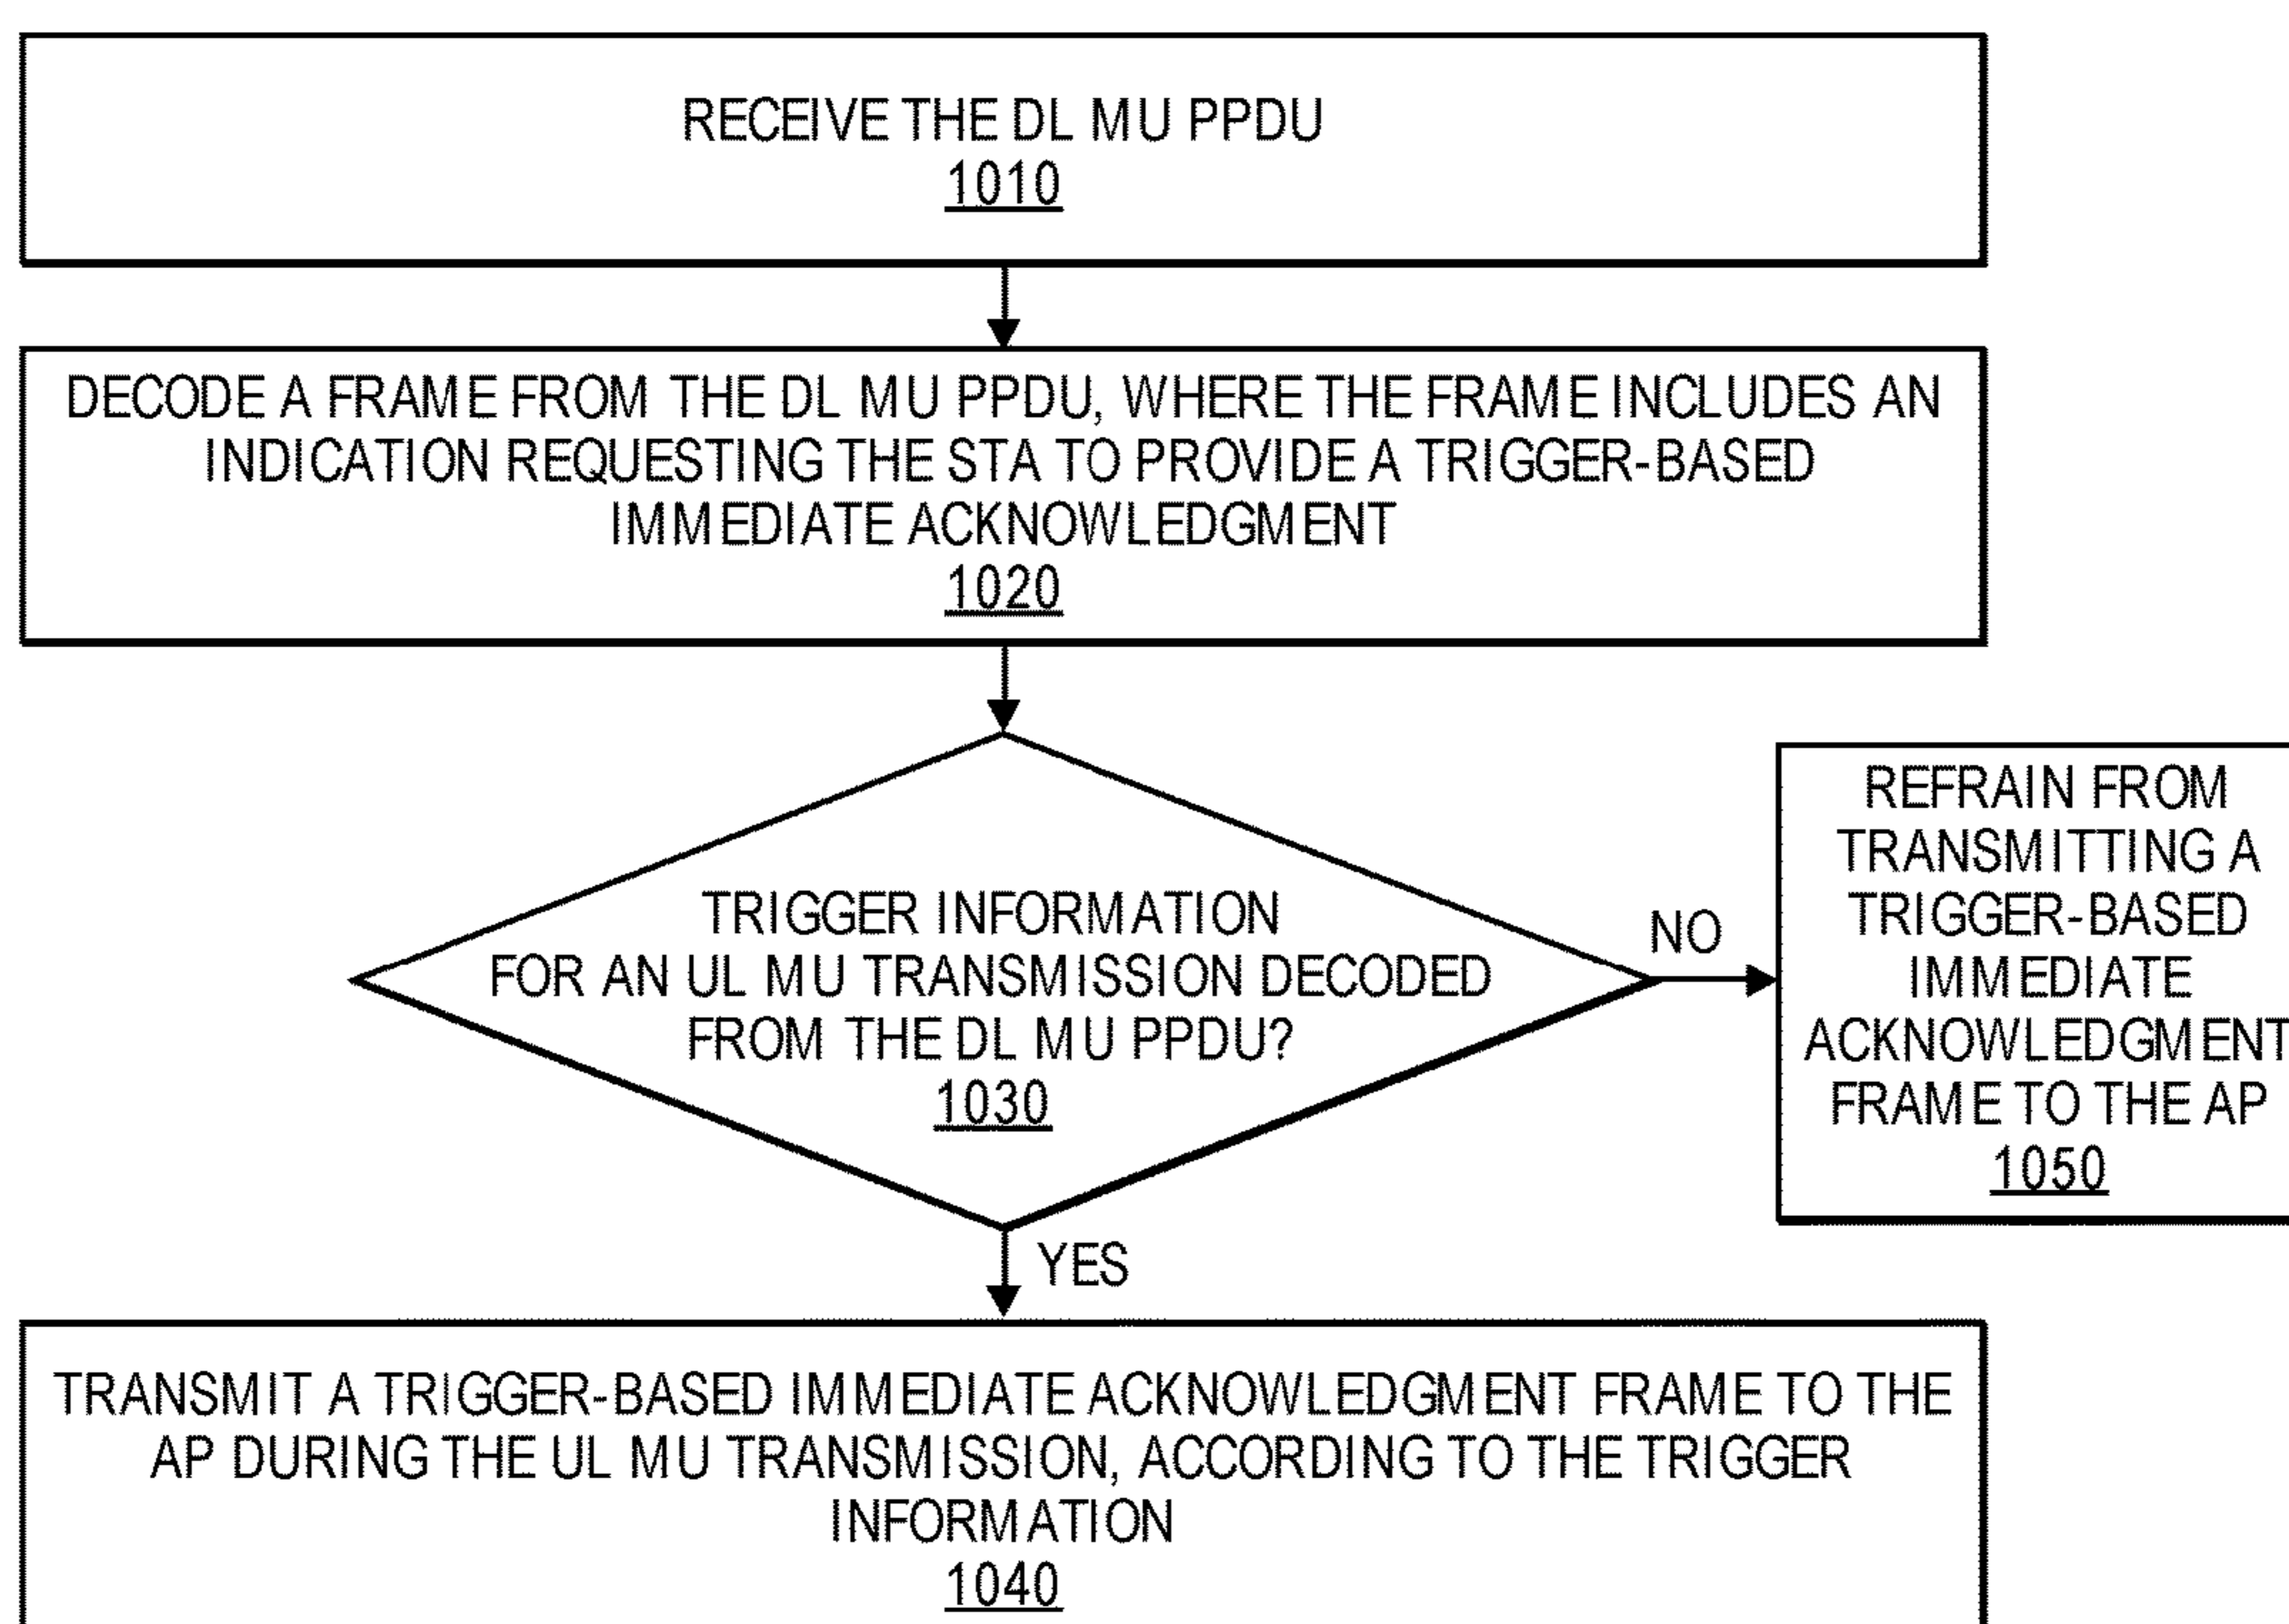 RECEIVE THE DL MU PPDU
1010
DECODE A FRAME FROM THE DL MU PPDU, WHERE THE FRAME INCLUDES AN
INDICATION REQUESTING THE STA TO PROVIDE A TRIGGER-BASED
IMMEDIATE ACKNOWLEDGMENT
1020
TRIGGER INFORMATION
FOR AN UL MU TRANSMISSION DECODED
FROM THE DL MU PPDU?
1030
NO
REFRAIN FROM
TRANSMITTING A
TRIGGER-BASED
IMMEDIATE
ACKNOWLEDGMENT
FRAME TO THE AP
1050
YES
TRANSMIT A TRIGGER-BASED IMMEDIATE ACKNOWLEDGMENT FRAME TO THE
AP DURING THE UL MU TRANSMISSION, ACCORDING TO THE TRIGGER
INFORMATION
1040